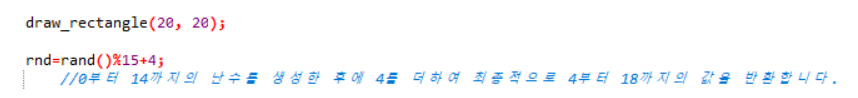 draw_rectangle(20, 20);
rnd=rand()%15+4;
//0부터 14까지의 난수를 생성한 후에 4를 더하여 최종적으로 4부터 18까지의 값을 반환합니다.